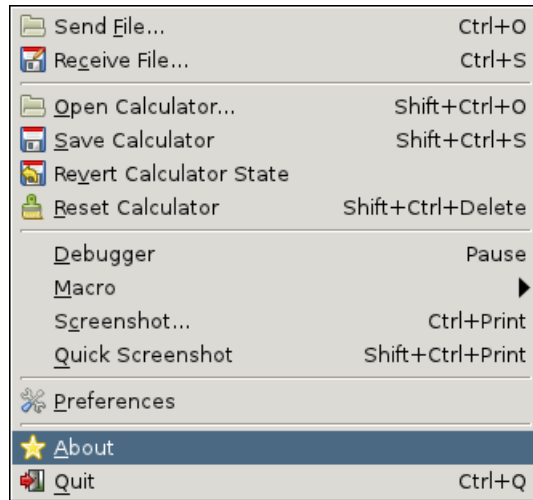 Send File... Ctrl+O
Receive File... Ctrl+S
Open Calculator... Shift+Ctrl+O
Save Calculator Shift+Ctrl+S
Revert Calculator State
Reset Calculator Shift+Ctrl+Delete
Debugger Pause
Macro
Screenshot... Ctrl+Print
Quick Screenshot Shift+Ctrl+Print
Preferences
About
Quit Ctrl+Q